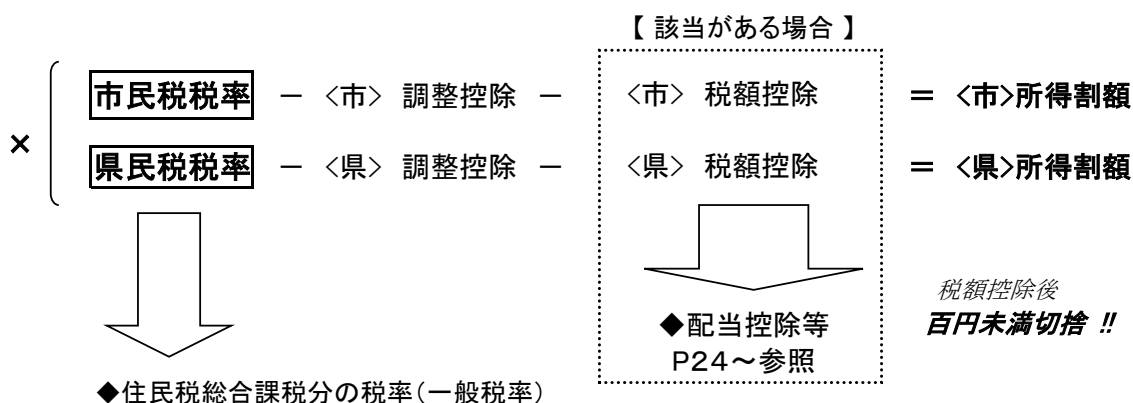 【 該当がある場合 】
× 市民税税率 － <市> 調整控除 － <市> 税額控除 ＝ <市>所得割額
県民税税率 － <県> 調整控除 － <県> 税額控除 ＝ <県>所得割額
税額控除後
百円未満切捨 !!
◆配当控除等
P24～参照
◆住民税総合課税分の税率（一般税率）